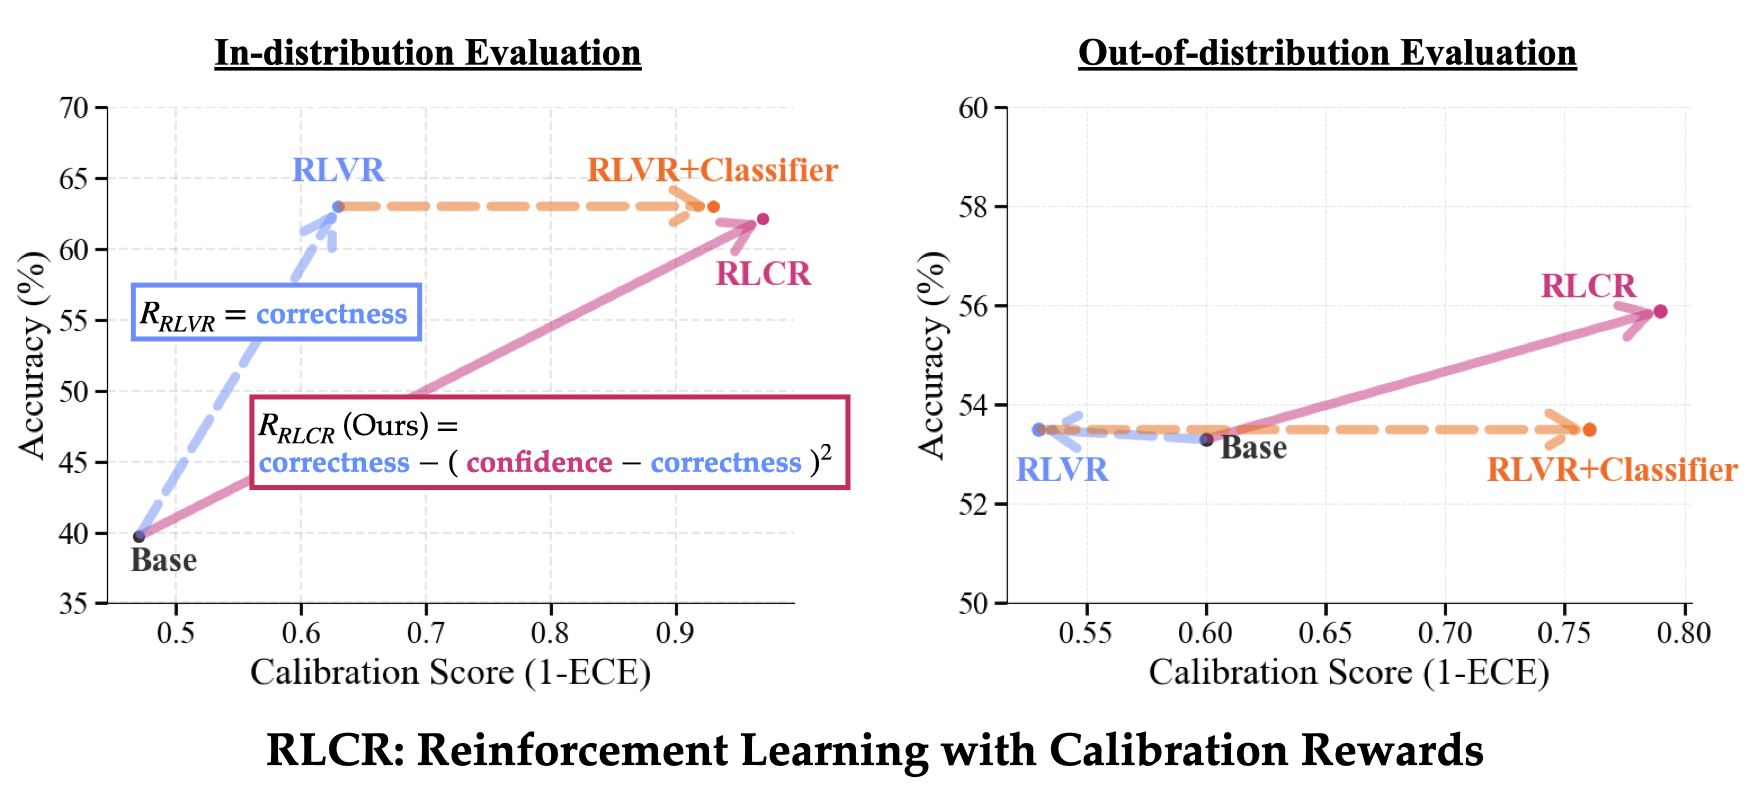 In-distribution Evaluation
70
65
60
55
50
45
40
35
Accuracy (%)
RLVR
RLVR+Classifier
RLCR
R_RLVR = correctness
R_RLCR (Ours) =
correctness − ( confidence − correctness )²
Base
0.5 0.6 0.7 0.8 0.9
Calibration Score (1-ECE)
Out-of-distribution Evaluation
60
58
56
54
52
50
Accuracy (%)
RLCR
Base
RLVR
RLVR+Classifier
0.55 0.60 0.65 0.70 0.75 0.80
Calibration Score (1-ECE)
RLCR: Reinforcement Learning with Calibration Rewards